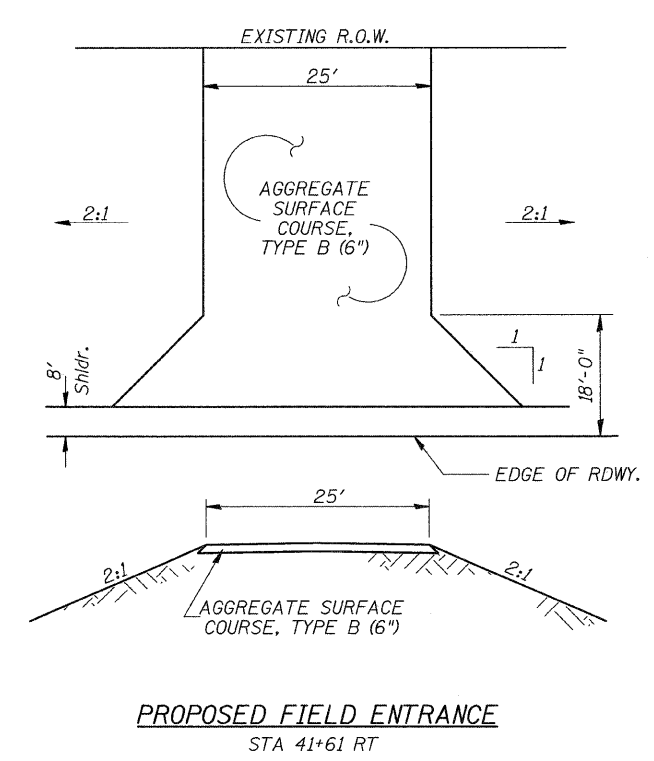 EXISTING R.O.W.
25'
AGGREGATE
SURFACE
COURSE,
TYPE B (6")
2:1
2:1
8'
Shldr.
1
1
18'-0"
EDGE OF RDWY.
25'
2:1
2:1
AGGREGATE SURFACE
COURSE, TYPE B (6")
PROPOSED FIELD ENTRANCE
STA 41+61 RT